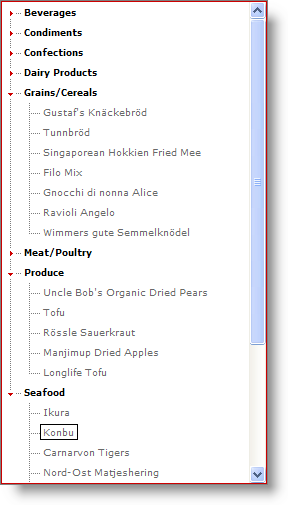 Beverages
Condiments
Confections
Dairy Products
Grains/Cereals
Gustaf's Knäckebröd
Tunnbröd
Singaporean Hokkien Fried Mee
Filo Mix
Gnocchi di nonna Alice
Ravioli Angelo
Wimmers gute Semmelknödel
Meat/Poultry
Produce
Uncle Bob's Organic Dried Pears
Tofu
Rössle Sauerkraut
Manjimup Dried Apples
Longlife Tofu
Seafood
Ikura
Konbu
Carnarvon Tigers
Nord-Ost Matjeshering